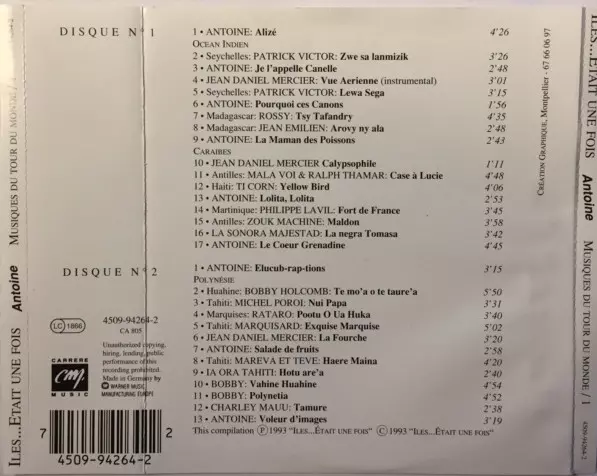 ILES...ÉTAIT UNE FOIS Antoine MUSIQUES DU TOUR DU MONDE / 1
DISQUE N° 1
1 • ANTOINE: Alizé 4'26
OCEAN INDIEN
2 • Seychelles: PATRICK VICTOR: Zwe sa lanmizik 3'26
3 • ANTOINE: Je l'appelle Canelle 2'48
4 • JEAN DANIEL MERCIER: Vue Aerienne (instrumental) 3'01
5 • Seychelles: PATRICK VICTOR: Lewa Sega 3'15
6 • ANTOINE: Pourquoi ces Canons 1'56
7 • Madagascar: ROSSY: Tsy Tafandry 4'35
8 • Madagascar: JEAN EMILIEN: Arovy ny ala 2'48
9 • ANTOINE: La Maman des Poissons 2'43
CARAIBES
10 • JEAN DANIEL MERCIER Calypsophile 1'11
11 • Antilles: MALA VOI & RALPH THAMAR: Case à Lucie 4'48
12 • Haiti: TI CORN: Yellow Bird 4'06
13 • ANTOINE: Lolita, Lolita 2'53
14 • Martinique: PHILIPPE LAVIL: Fort de France 3'45
15 • Antilles: ZOUK MACHINE: Maldon 3'58
16 • LA SONORA MAJESTAD: La negra Tomasa 3'42
17 • ANTOINE: Le Coeur Grenadine 4'45
DISQUE N° 2
1 • ANTOINE: Elucub-rap-tions 3'15
POLYNÉSIE
2 • Huahine: BOBBY HOLCOMB: Te mo'a o te taure'a 5'50
3 • Tahiti: MICHEL POROI: Nui Papa 3'31
4 • Marquises: RATARO: Pootu O Ua Huka 3'40
5 • Tahiti: MARQUISARD: Exquise Marquise 5'02
6 • JEAN DANIEL MERCIER: La Fourche 3'20
7 • ANTOINE: Salade de fruits 2'58
8 • Tahiti: MAREVA ET TEVE: Haere Maina 4'20
9 • IA ORA TAHITI: Hotu are'a 2'40
10 • BOBBY: Vahine Huahine 4'54
11 • BOBBY: Polynetia 4'52
12 • CHARLEY MAUU: Tamure 2'38
13 • ANTOINE: Voleur d'images 3'19
This compilation Ⓟ 1993 "ILES...ÉTAIT UNE FOIS" © 1993 "ILES...ÉTAIT UNE FOIS"
LC 1866
4509-94264-2
CA 805
CARRERE
cm
MUSIC
Unauthorized copying,
hiring, lending, public
performance of this
recording prohibited.
Made in Germany by
WARNER MUSIC
MANUFACTURING EUROPE
7 4509-94264-2 2
CRÉATION GRAPHIQUE, Montpellier - 67 66 06 97
ILES...ÉTAIT UNE FOIS Antoine MUSIQUES DU TOUR DU MONDE / 1
4509-94264-2